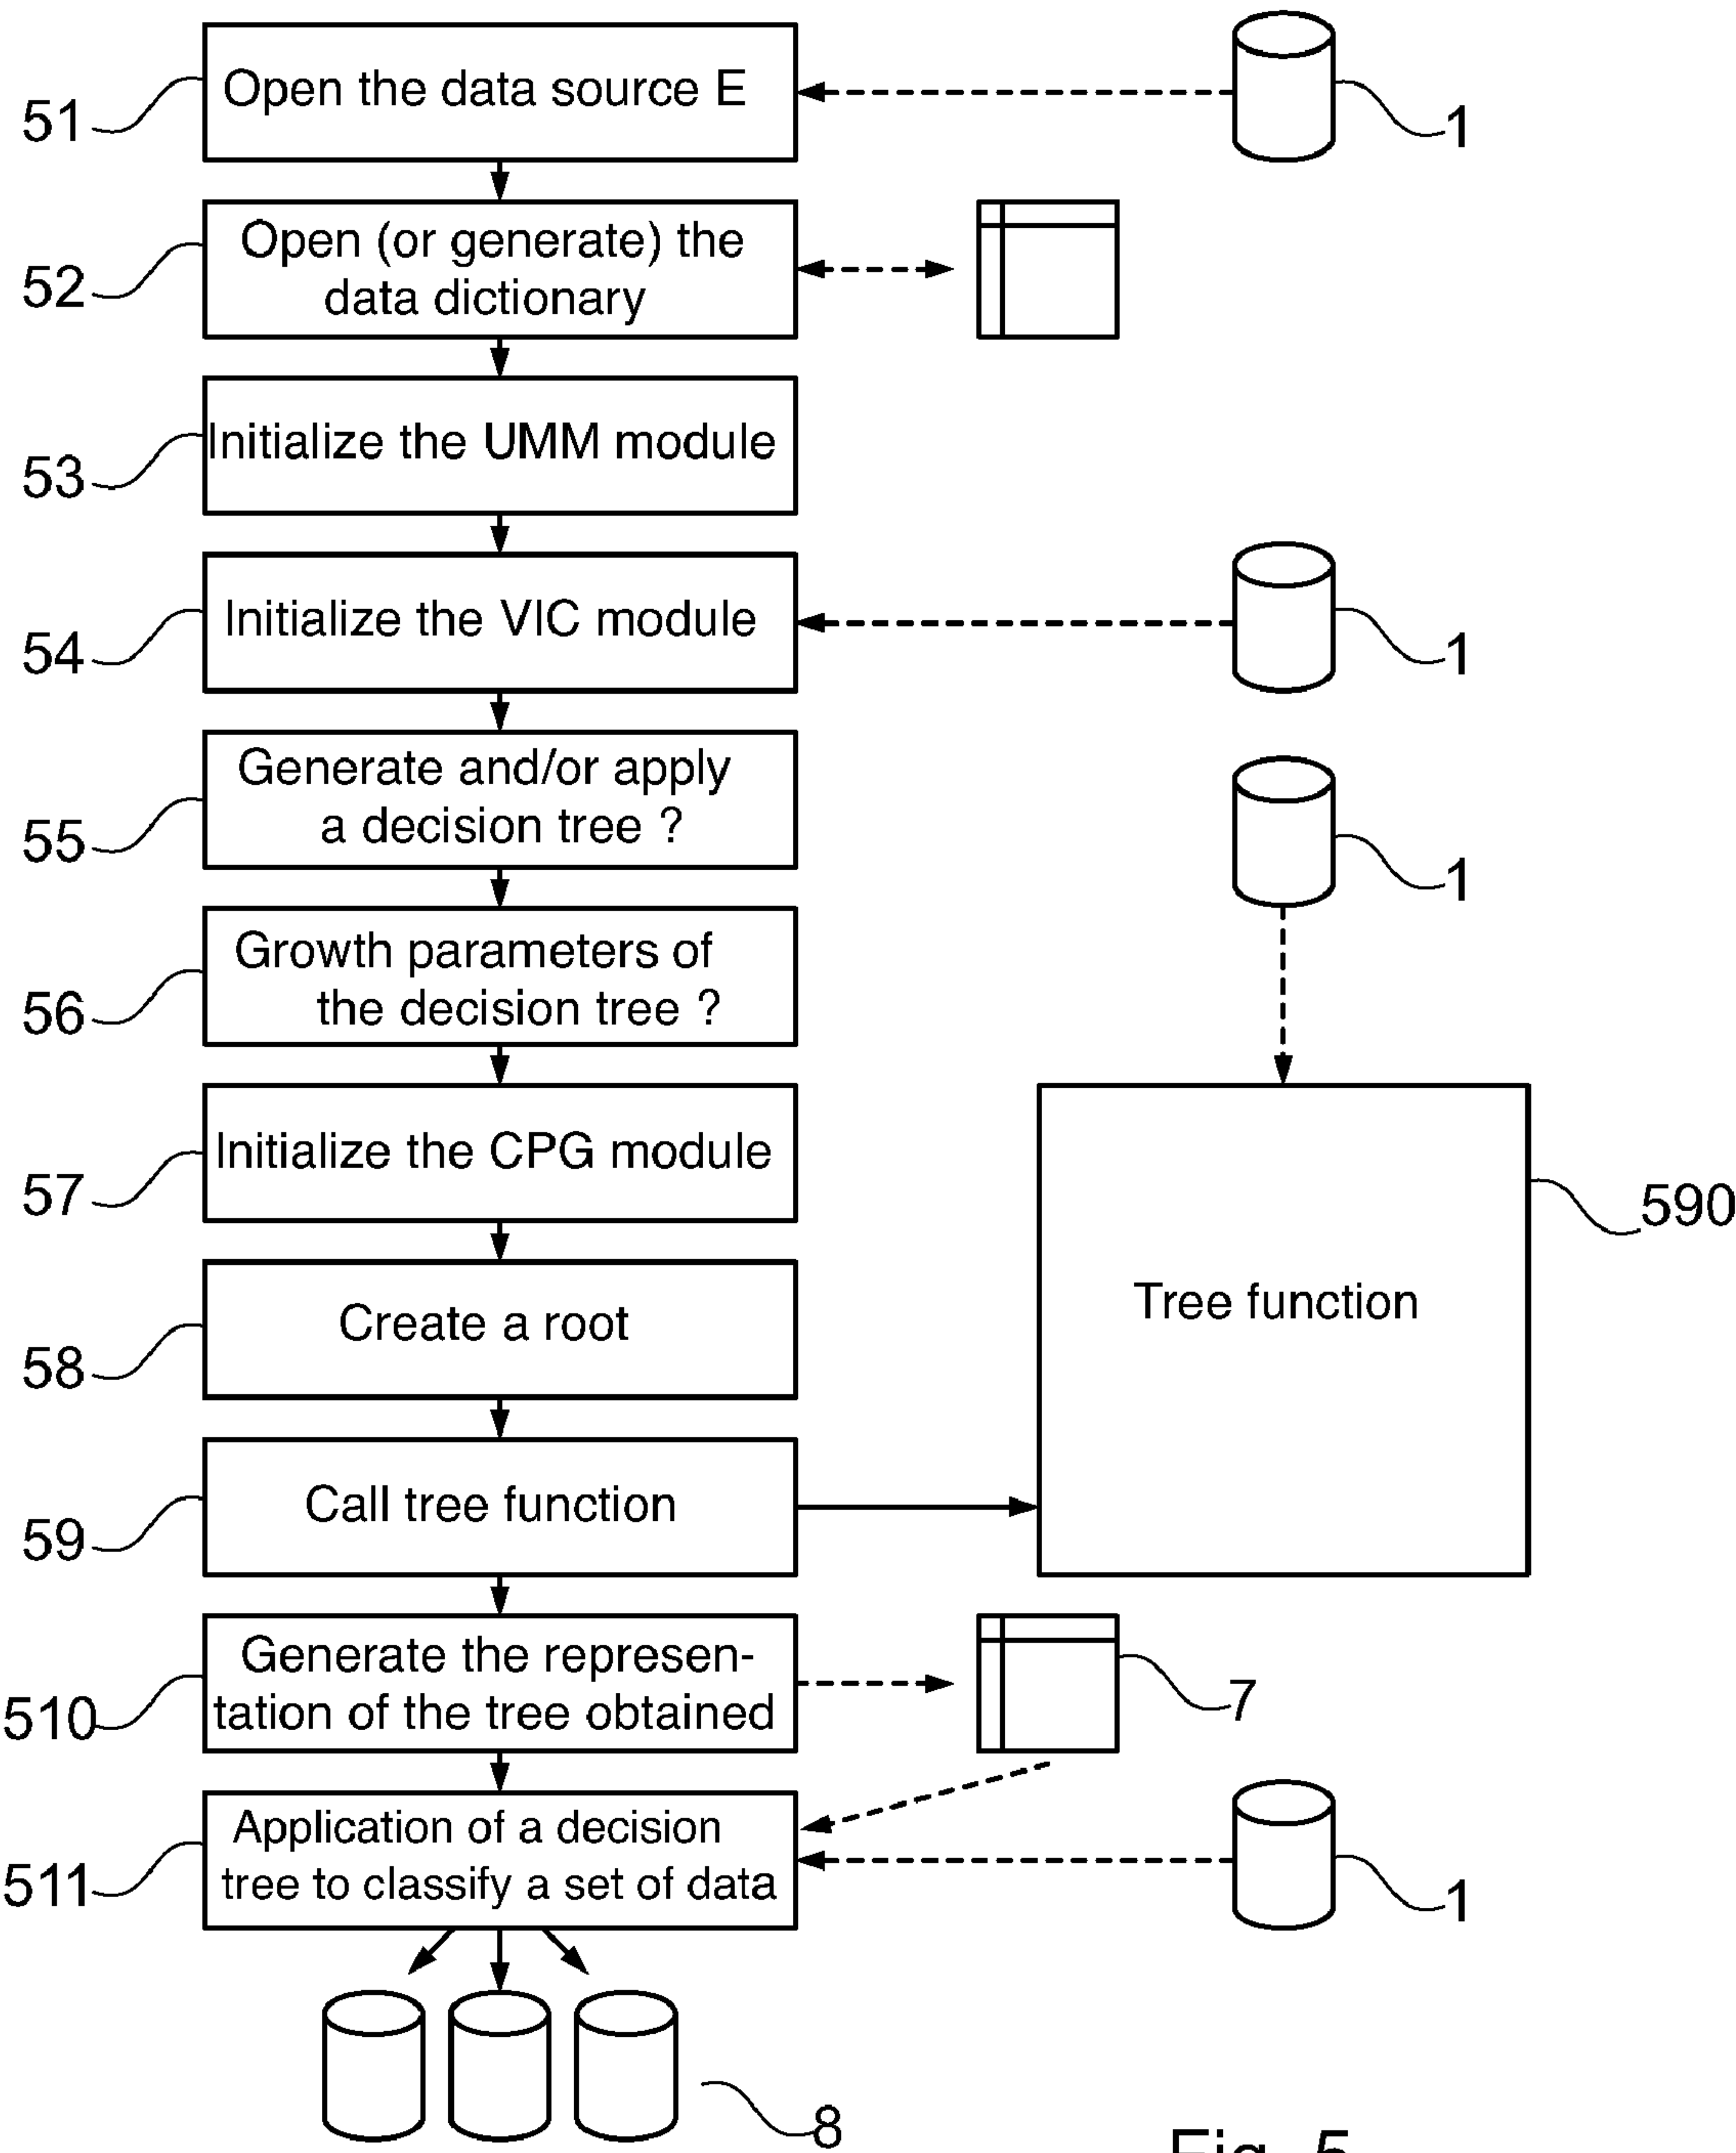 Open the data source E
51
1
Open (or generate) the
data dictionary
52
Initialize the UMM module
53
Initialize the VIC module
54
1
Generate and/or apply
a decision tree ?
55
1
Growth parameters of
the decision tree ?
56
Initialize the CPG module
57
590
Tree function
Create a root
58
Call tree function
59
Generate the represen-
tation of the tree obtained
510
7
Application of a decision
tree to classify a set of data
511
1
8
Fig. 5